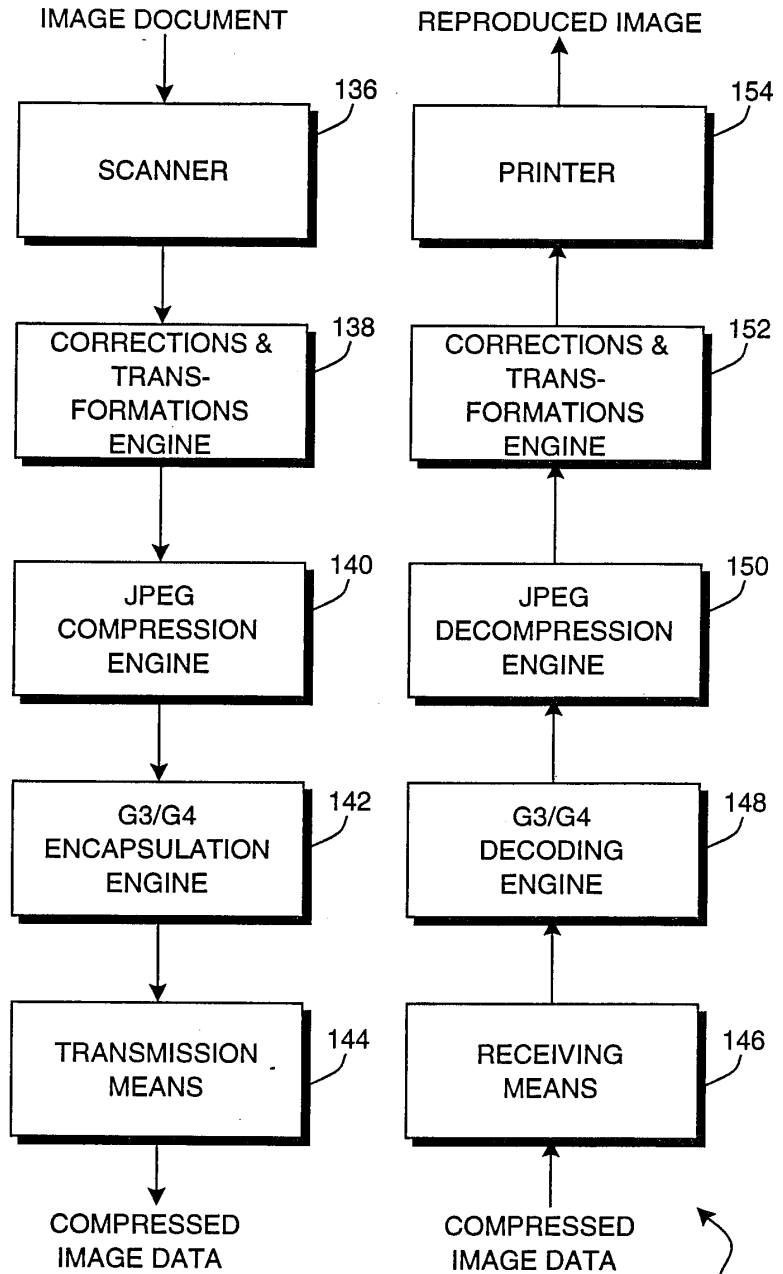 IMAGE DOCUMENT
136
SCANNER
138
CORRECTIONS &
TRANS-
FORMATIONS
ENGINE
140
JPEG
COMPRESSION
ENGINE
142
G3/G4
ENCAPSULATION
ENGINE
144
TRANSMISSION
MEANS
COMPRESSED
IMAGE DATA
REPRODUCED IMAGE
154
PRINTER
152
CORRECTIONS &
TRANS-
FORMATIONS
ENGINE
150
JPEG
DECOMPRESSION
ENGINE
148
G3/G4
DECODING
ENGINE
146
RECEIVING
MEANS
COMPRESSED
IMAGE DATA